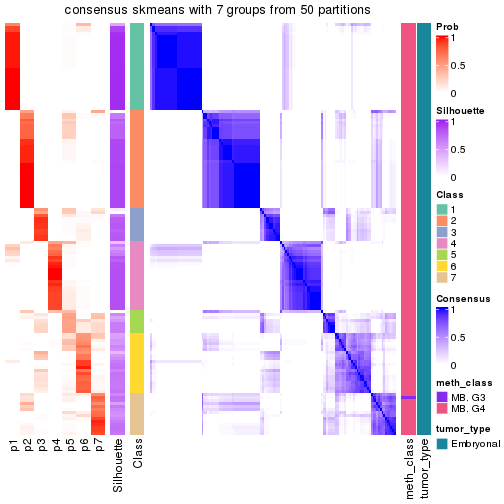 consensus skmeans with 7 groups from 50 partitions
p1
p2
p3
p4
p5
p6
p7
Silhouette
Class
meth_class
tumor_type
Prob
1
0.5
0
Silhouette
1
0.5
0
Class
1
2
3
4
5
6
7
Consensus
1
0.5
0
meth_class
MB. G3
MB. G4
tumor_type
Embryonal